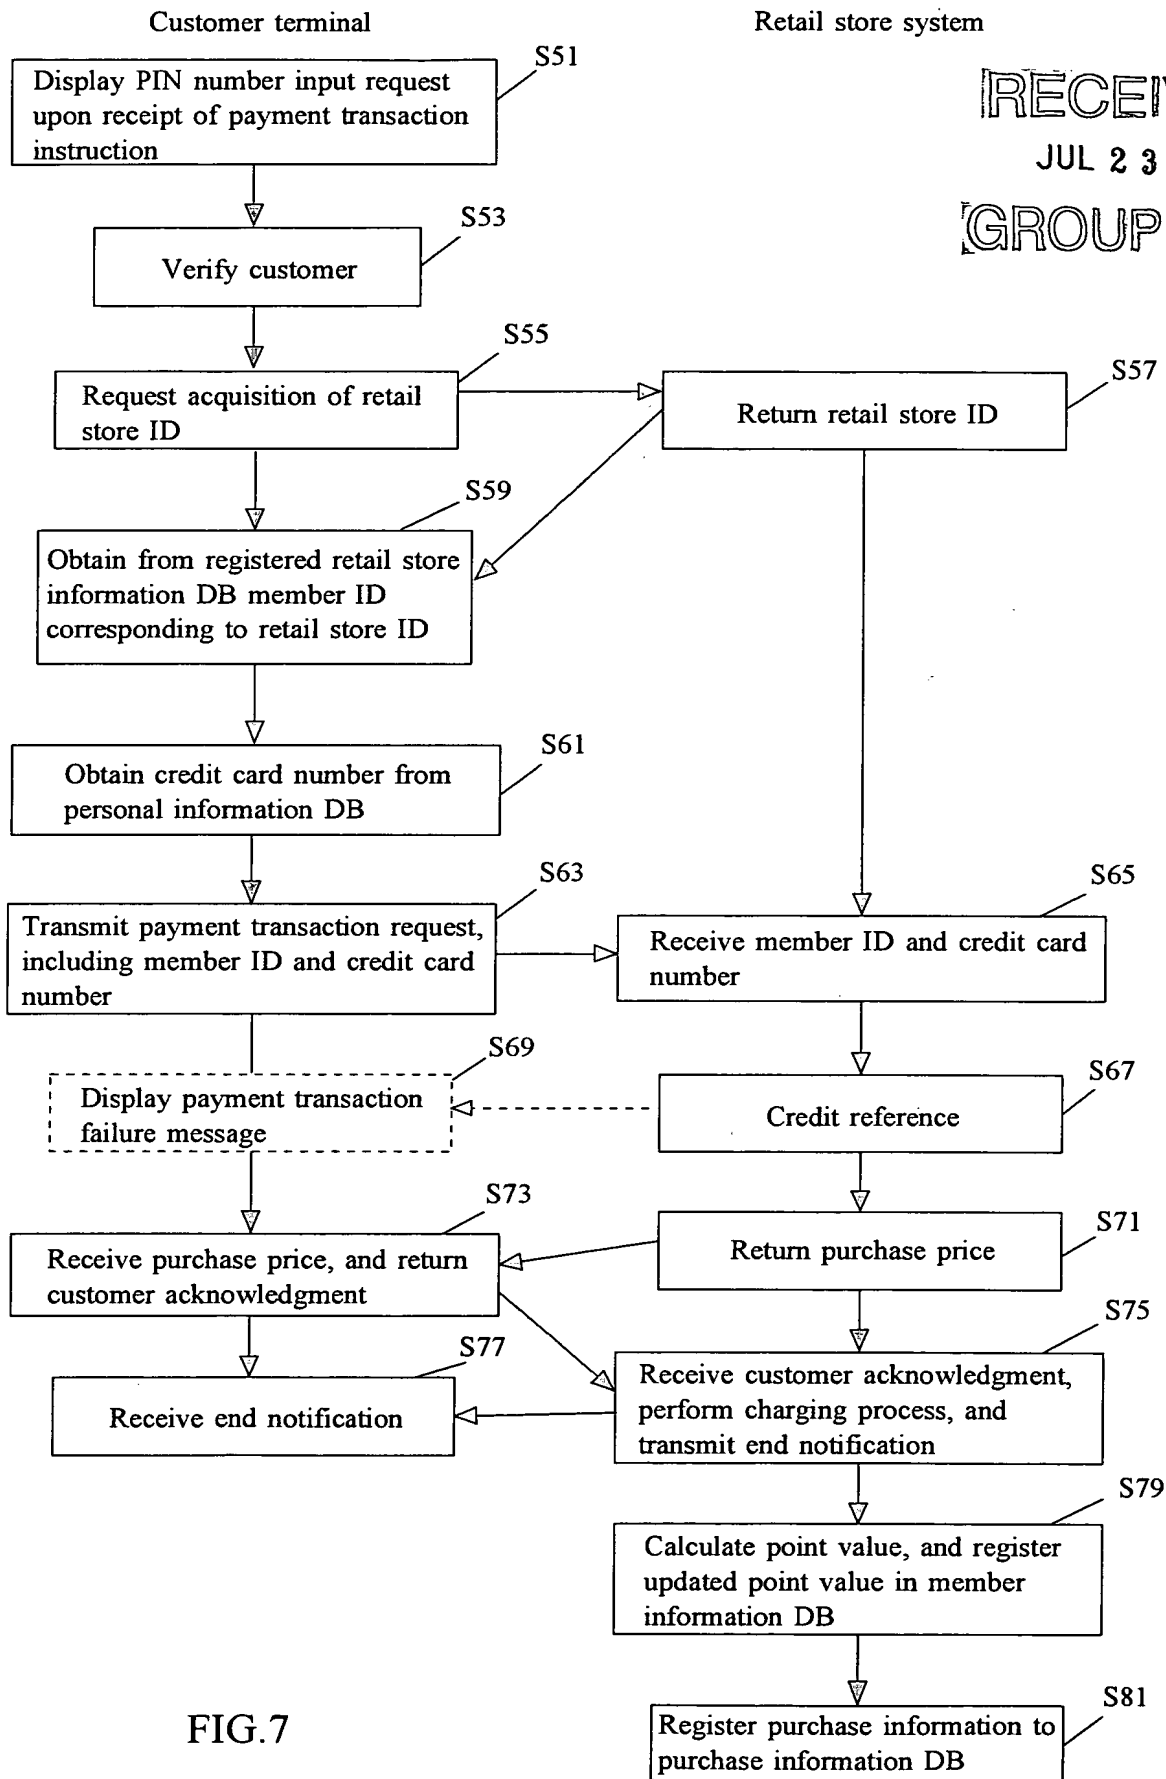 Customer terminal
Retail store system
S51
Display PIN number input request
upon receipt of payment transaction
instruction
JUL 2 3
GROUP
S53
Verify customer
S55
Request acquisition of retail
store ID
S57
Return retail store ID
S59
Obtain from registered retail store
information DB member ID
corresponding to retail store ID
S61
Obtain credit card number from
personal information DB
S63
Transmit payment transaction request,
including member ID and credit card
number
S65
Receive member ID and credit card
number
S69
Display payment transaction
failure message
S67
Credit reference
S73
Receive purchase price, and return
customer acknowledgment
S71
Return purchase price
S77
Receive end notification
S75
Receive customer acknowledgment,
perform charging process, and
transmit end notification
S79
Calculate point value, and register
updated point value in member
information DB
S81
Register purchase information to
purchase information DB
FIG.7